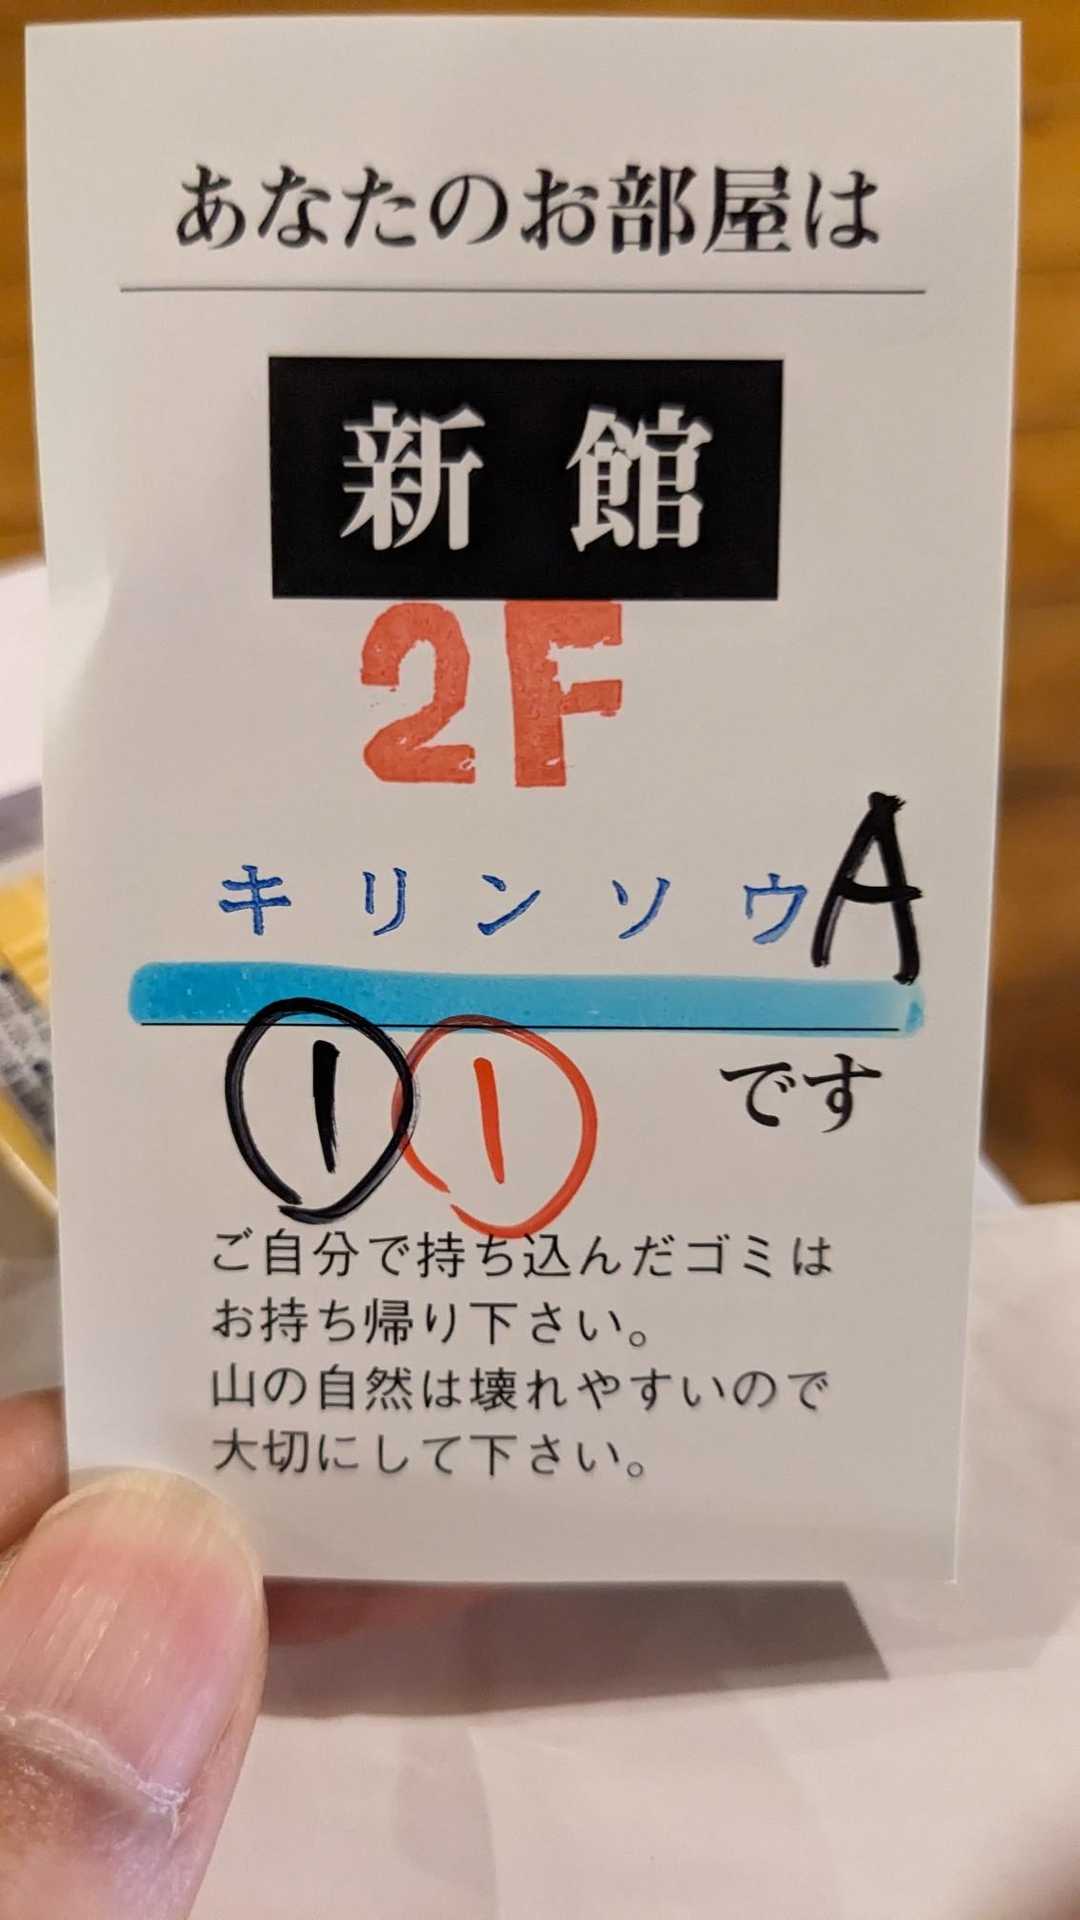 あなたのお部屋は
新館
2F
キリンソウA
① ①
です
ご自分で持ち込んだゴミは
お持ち帰り下さい。
山の自然は壊れやすいので
大切にして下さい。